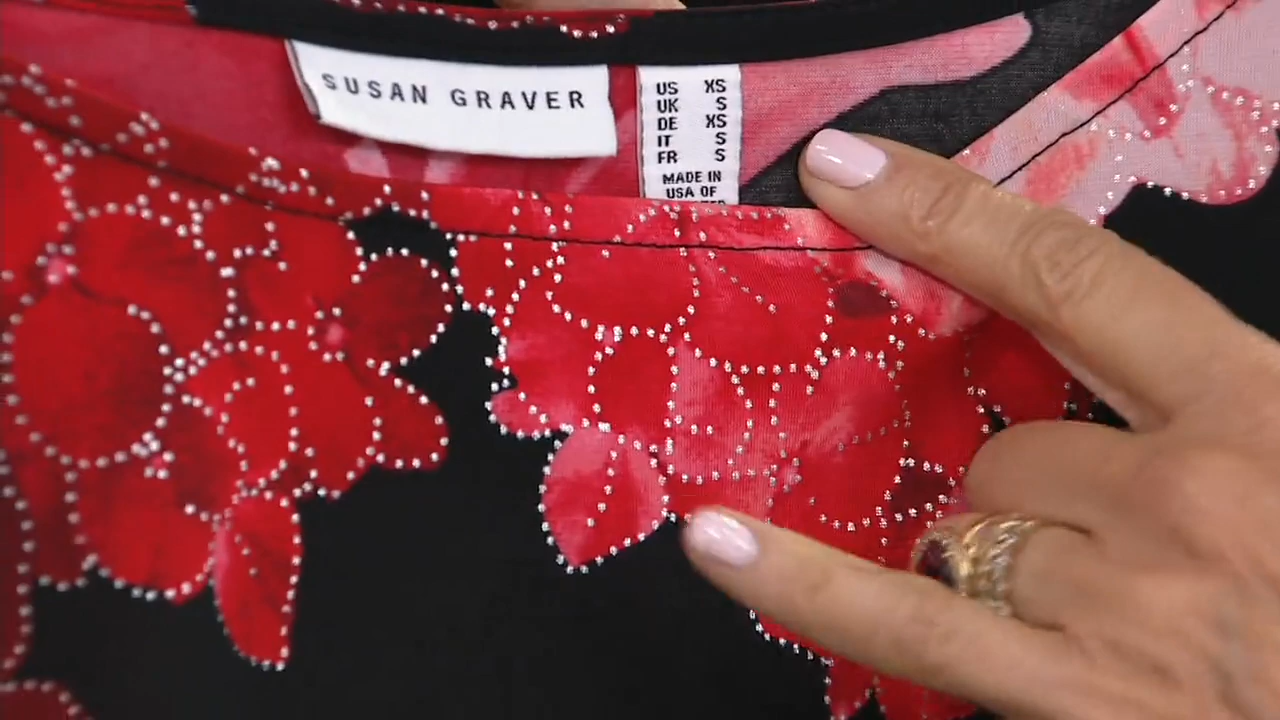 SUSAN GRAVER
US XS
UK S
DE XS
IT S
FR S
MADE IN
USA OF